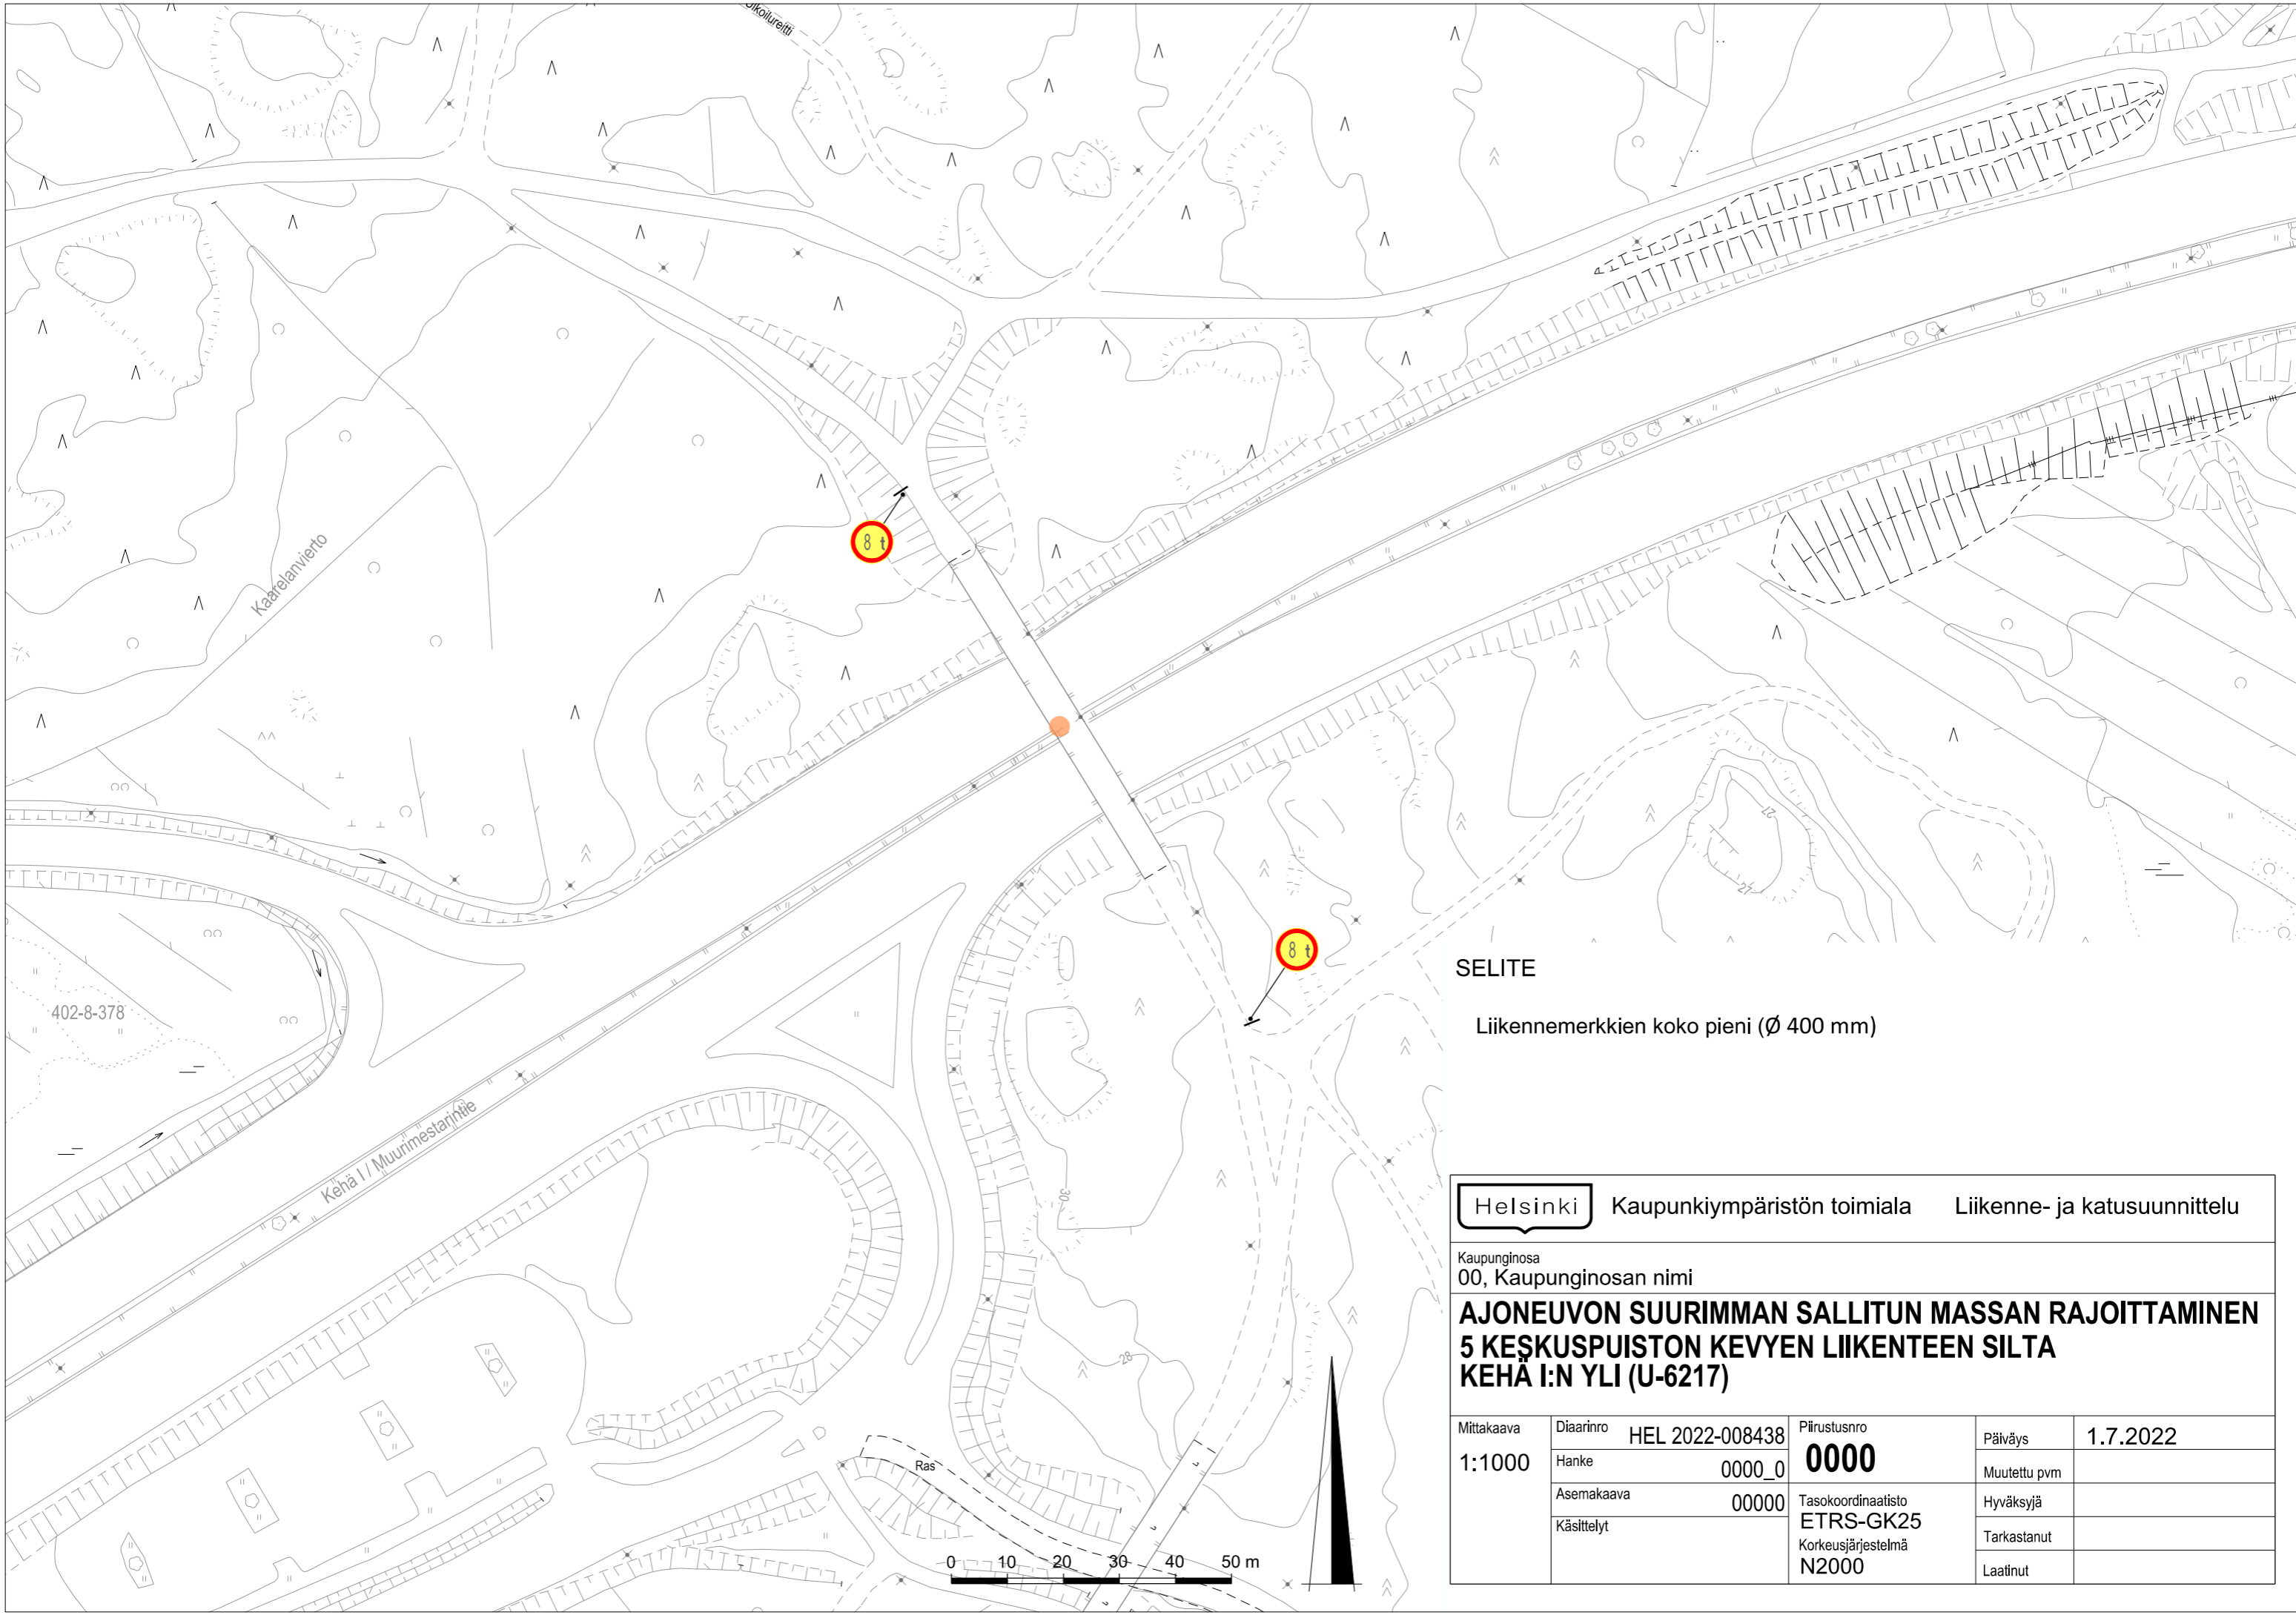 Ulkoilureitti
Kaarelanvierto
8 t
8 t
402-8-378
Kehä I / Muurimestarintie
27
27
30
28
Ras
0 10 20 30 40 50 m
SELITE
Liikennemerkkien koko pieni (Ø 400 mm)
Helsinki Kaupunkiympäristön toimiala Liikenne- ja katusuunnittelu
Kaupunginosa
00, Kaupunginosan nimi
AJONEUVON SUURIMMAN SALLITUN MASSAN RAJOITTAMINEN
5 KESKUSPUISTON KEVYEN LIIKENTEEN SILTA
KEHÄ I:N YLI (U-6217)
Mittakaava
1:1000
Diaarinro HEL 2022-008438
Hanke 0000_0
Asemakaava 00000
Käsittelyt
Piirustusnro
0000
Tasokoordinaatisto
ETRS-GK25
Korkeusjärjestelmä
N2000
Päiväys 1.7.2022
Muutettu pvm
Hyväksyjä
Tarkastanut
Laatinut